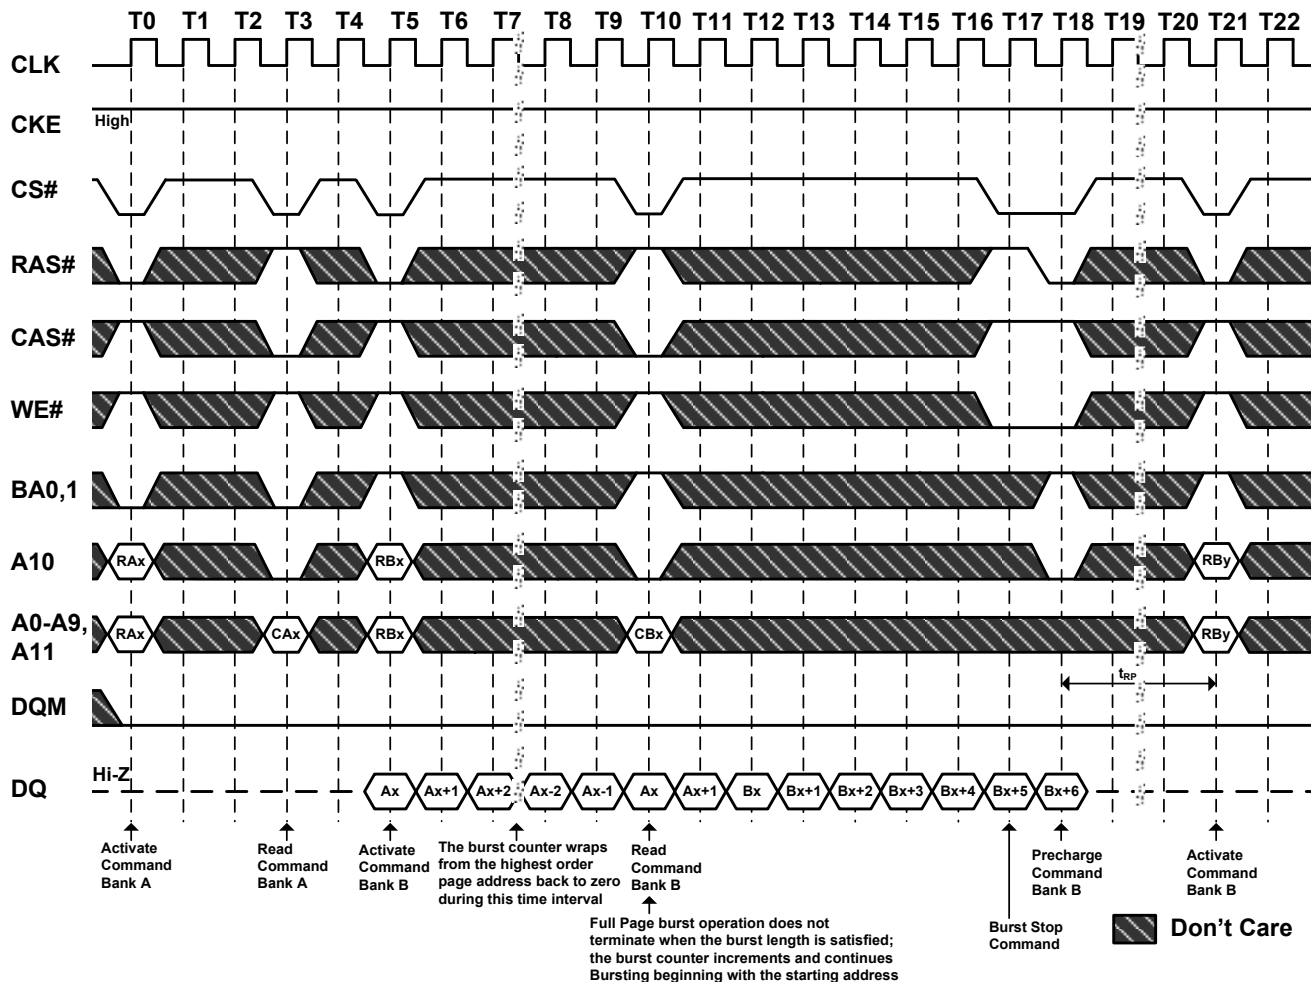 T0 T1 T2 T3 T4 T5 T6 T7 T8 T9 T10 T11 T12 T13 T14 T15 T16 T17 T18 T19 T20 T21 T22
CLK
CKE
High
CS#
RAS#
CAS#
WE#
BA0,1
A10
RAx RBx RBy
A0-A9,
A11
RAx CAx RBx CBx RBy
tRP
DQM
Hi-Z
DQ
Ax Ax+1 Ax+2 Ax-2 Ax-1 Ax Ax+1 Bx Bx+1 Bx+2 Bx+3 Bx+4 Bx+5 Bx+6
Activate
Command
Bank A
Read
Command
Bank A
Activate
Command
Bank B
The burst counter wraps
from the highest order
page address back to zero
during this time interval
Read
Command
Bank B
Full Page burst operation does not
terminate when the burst length is satisfied;
the burst counter increments and continues
Bursting beginning with the starting address
Burst Stop
Command
Precharge
Command
Bank B
Activate
Command
Bank B
Don't Care